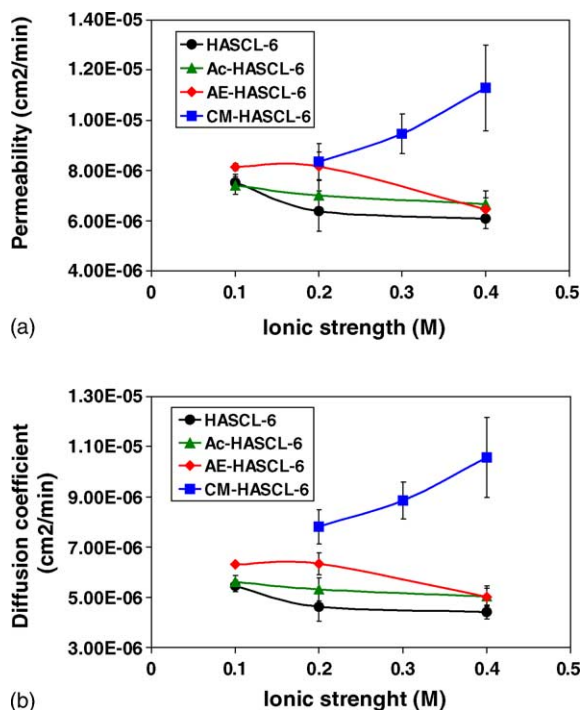 1.40E-05
1.20E-05
1.00E-05
8.00E-06
6.00E-06
4.00E-06
Permeability (cm2/min)
HASCL-6
Ac-HASCL-6
AE-HASCL-6
CM-HASCL-6
0 0.1 0.2 0.3 0.4 0.5
(a)
Ionic strength (M)
1.30E-05
1.10E-05
9.00E-06
7.00E-06
5.00E-06
3.00E-06
Diffusion coefficient
(cm2/min)
HASCL-6
Ac-HASCL-6
AE-HASCL-6
CM-HASCL-6
0 0.1 0.2 0.3 0.4 0.5
(b)
Ionic strenght (M)